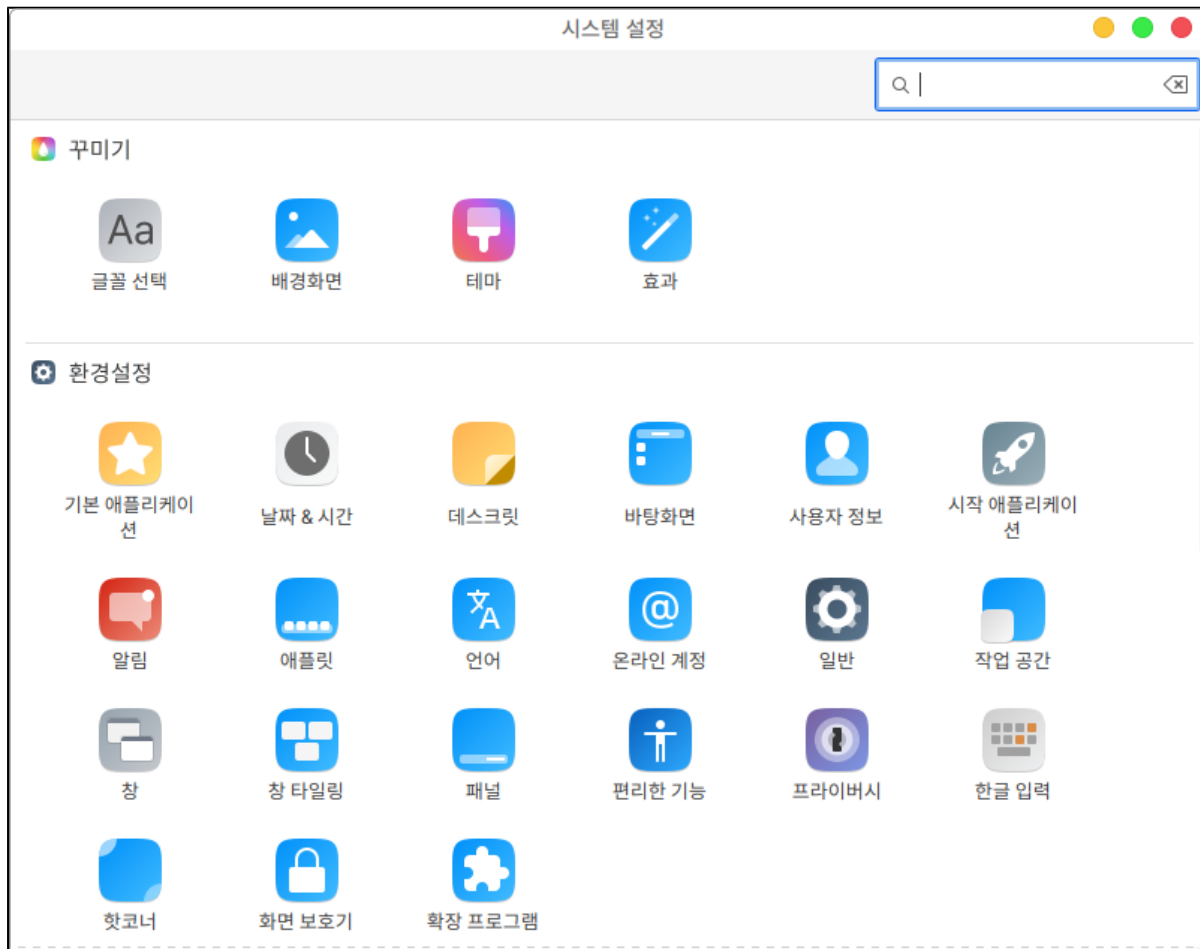 시스템 설정
꾸미기
Aa
글꼴 선택
배경화면
테마
효과
환경설정
기본 애플리케이
션
날짜 & 시간
데스크릿
바탕화면
사용자 정보
시작 애플리케이
션
알림
애플릿
文A
언어
@
온라인 계정
일반
작업 공간
창
창 타일링
패널
편리한 기능
프라이버시
한글 입력
핫코너
화면 보호기
확장 프로그램